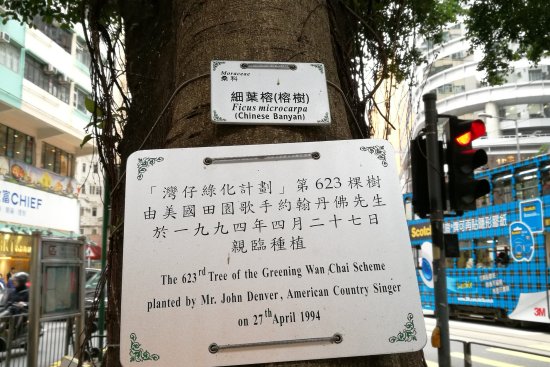 Moraceae
桑科
細葉榕(榕樹)
Ficus microcarpa
(Chinese Banyan)
「灣仔綠化計劃」第623棵樹
由美國田園歌手約翰丹佛先生
於一九九四年四月二十七日
親臨種植
The 623rd Tree of the Greening Wan Chai Scheme
planted by Mr. John Denver, American Country Singer
on 27th April 1994
CHIEF
Scotch
3M